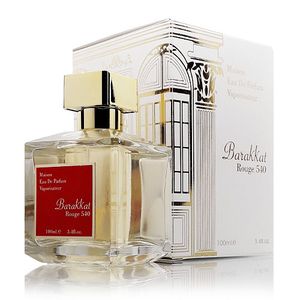 Maison
Eau De Parfum
Vaporisateur
Barakkat
Rouge 540
100ml℮ 3.4fl.oz.
Maison
Eau De Parfum
Vaporisateur
Barakkat
Rouge 540
100ml℮ 3.4fl.oz.